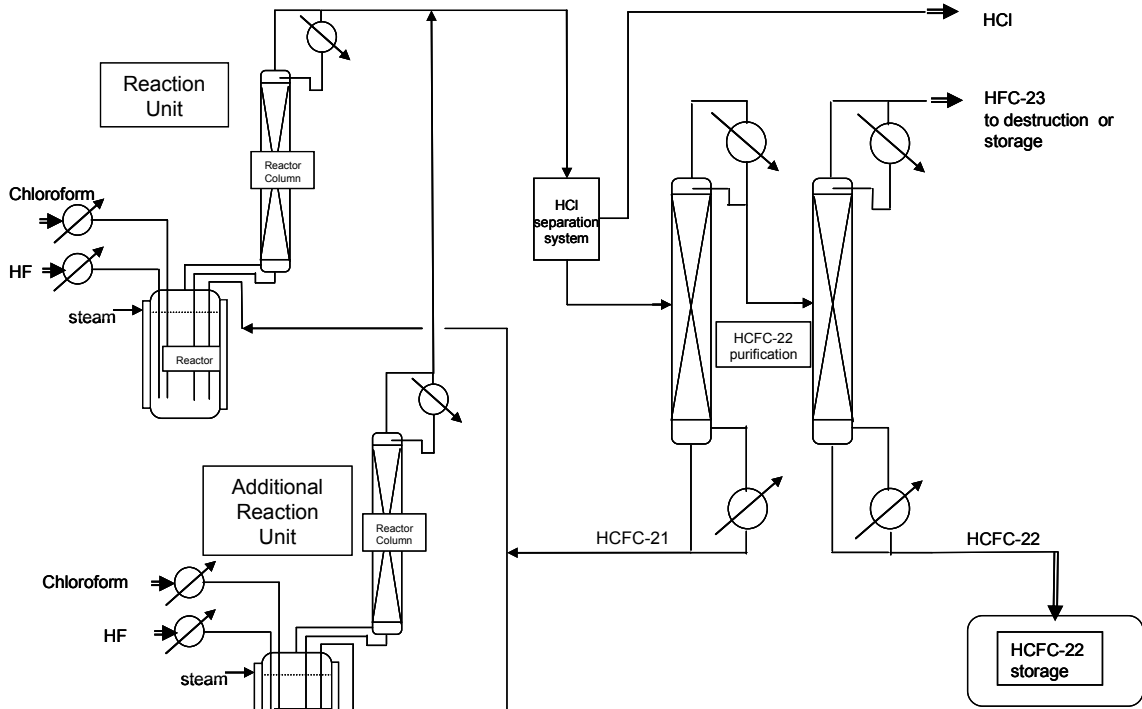 HCl
Reaction
Unit
HFC-23
to destruction or
storage
Reactor
Column
Chloroform
HCl
separation
system
HF
steam
HCFC-22
purification
Reactor
Additional
Reaction
Unit
Reactor
Column
HCFC-21
HCFC-22
Chloroform
HF
HCFC-22
storage
steam